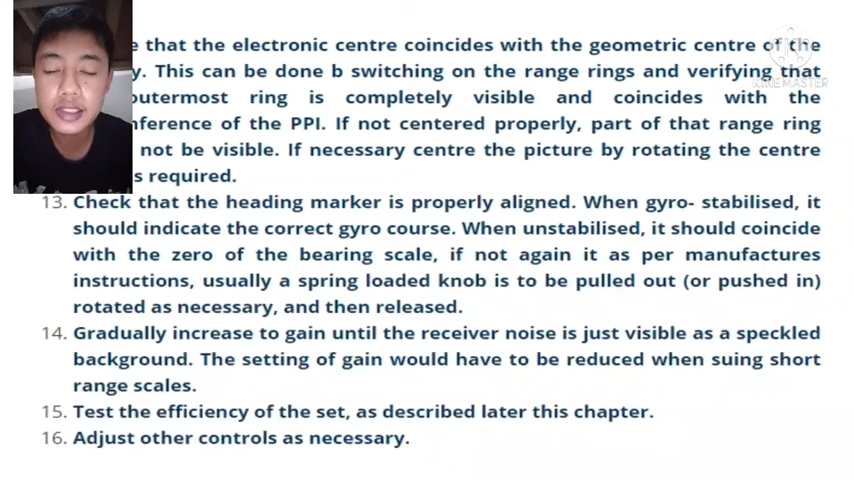 e that the electronic centre coincides with the geometric centre of the
y. This can be done b switching on the range rings and verifying that
outermost ring is completely visible and coincides with the
nference of the PPI. If not centered properly, part of that range ring
not be visible. If necessary centre the picture by rotating the centre
s required.
13. Check that the heading marker is properly aligned. When gyro- stabilised, it
should indicate the correct gyro course. When unstabilised, it should coincide
with the zero of the bearing scale, if not again it as per manufactures
instructions, usually a spring loaded knob is to be pulled out (or pushed in)
rotated as necessary, and then released.
14. Gradually increase to gain until the receiver noise is just visible as a speckled
background. The setting of gain would have to be reduced when suing short
range scales.
15. Test the efficiency of the set, as described later this chapter.
16. Adjust other controls as necessary.
KINEMASTER